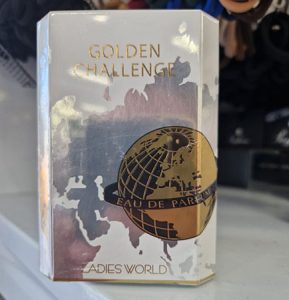 GOLDEN
CHALLENGE
EAU DE PARFUM
LADIES WORLD